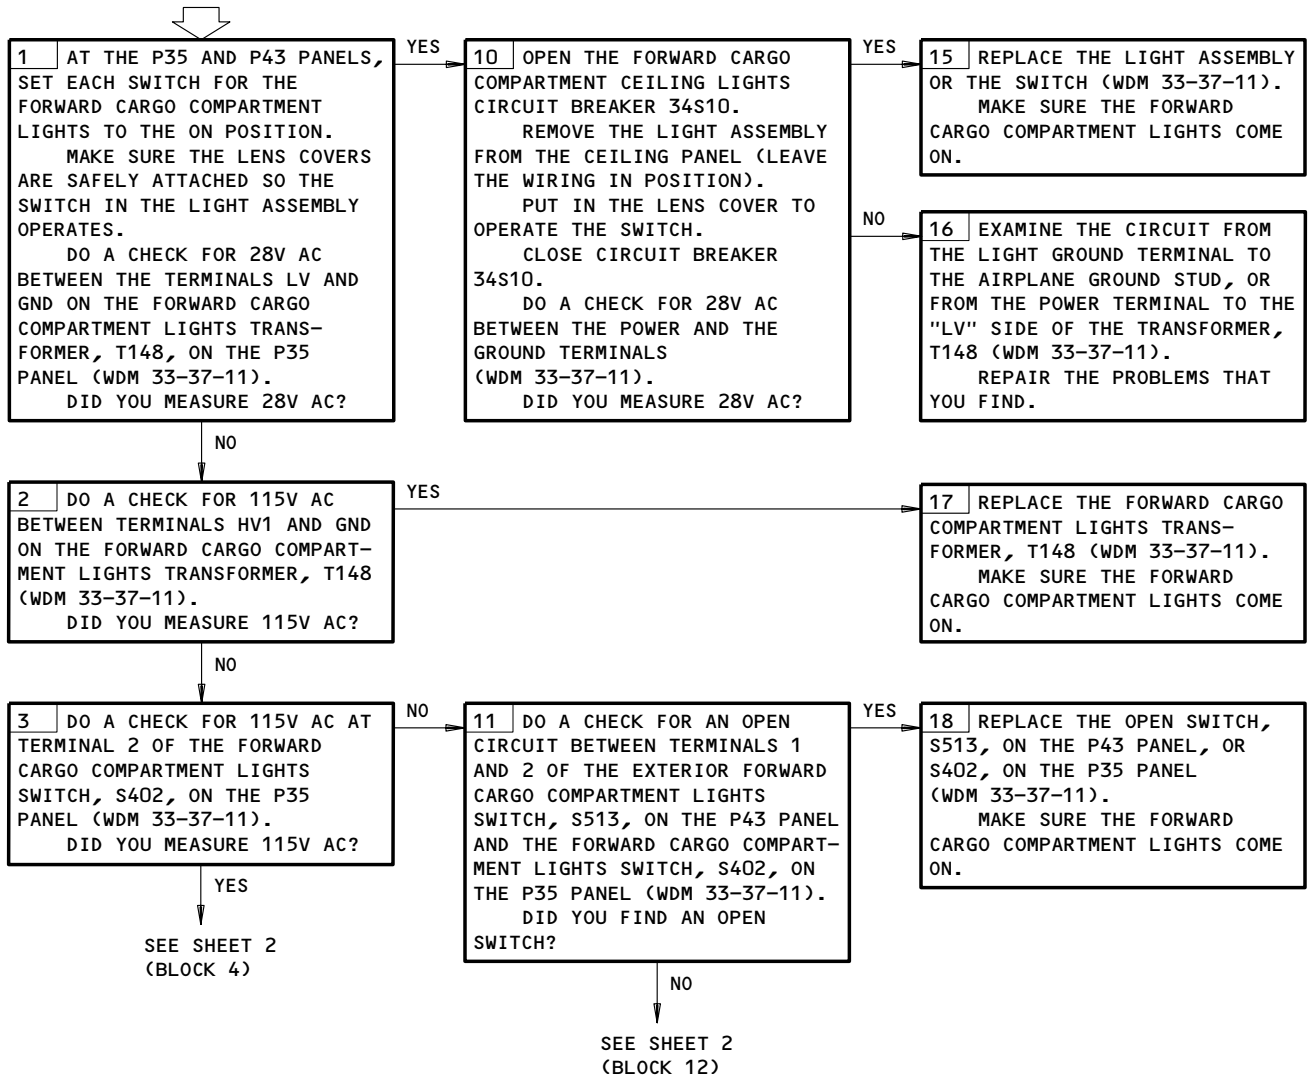 1 AT THE P35 AND P43 PANELS,
SET EACH SWITCH FOR THE
FORWARD CARGO COMPARTMENT
LIGHTS TO THE ON POSITION.
MAKE SURE THE LENS COVERS
ARE SAFELY ATTACHED SO THE
SWITCH IN THE LIGHT ASSEMBLY
OPERATES.
DO A CHECK FOR 28V AC
BETWEEN THE TERMINALS LV AND
GND ON THE FORWARD CARGO
COMPARTMENT LIGHTS TRANS-
FORMER, T148, ON THE P35
PANEL (WDM 33-37-11).
DID YOU MEASURE 28V AC?
YES
10 OPEN THE FORWARD CARGO
COMPARTMENT CEILING LIGHTS
CIRCUIT BREAKER 34S10.
REMOVE THE LIGHT ASSEMBLY
FROM THE CEILING PANEL (LEAVE
THE WIRING IN POSITION).
PUT IN THE LENS COVER TO
OPERATE THE SWITCH.
CLOSE CIRCUIT BREAKER
34S10.
DO A CHECK FOR 28V AC
BETWEEN THE POWER AND THE
GROUND TERMINALS
(WDM 33-37-11).
DID YOU MEASURE 28V AC?
YES
15 REPLACE THE LIGHT ASSEMBLY
OR THE SWITCH (WDM 33-37-11).
MAKE SURE THE FORWARD
CARGO COMPARTMENT LIGHTS COME
ON.
NO
16 EXAMINE THE CIRCUIT FROM
THE LIGHT GROUND TERMINAL TO
THE AIRPLANE GROUND STUD, OR
FROM THE POWER TERMINAL TO THE
"LV" SIDE OF THE TRANSFORMER,
T148 (WDM 33-37-11).
REPAIR THE PROBLEMS THAT
YOU FIND.
NO
2 DO A CHECK FOR 115V AC
BETWEEN TERMINALS HV1 AND GND
ON THE FORWARD CARGO COMPART-
MENT LIGHTS TRANSFORMER, T148
(WDM 33-37-11).
DID YOU MEASURE 115V AC?
YES
17 REPLACE THE FORWARD CARGO
COMPARTMENT LIGHTS TRANS-
FORMER, T148 (WDM 33-37-11).
MAKE SURE THE FORWARD
CARGO COMPARTMENT LIGHTS COME
ON.
NO
3 DO A CHECK FOR 115V AC AT
TERMINAL 2 OF THE FORWARD
CARGO COMPARTMENT LIGHTS
SWITCH, S402, ON THE P35
PANEL (WDM 33-37-11).
DID YOU MEASURE 115V AC?
NO
11 DO A CHECK FOR AN OPEN
CIRCUIT BETWEEN TERMINALS 1
AND 2 OF THE EXTERIOR FORWARD
CARGO COMPARTMENT LIGHTS
SWITCH, S513, ON THE P43 PANEL
AND THE FORWARD CARGO COMPART-
MENT LIGHTS SWITCH, S402, ON
THE P35 PANEL (WDM 33-37-11).
DID YOU FIND AN OPEN
SWITCH?
YES
18 REPLACE THE OPEN SWITCH,
S513, ON THE P43 PANEL, OR
S402, ON THE P35 PANEL
(WDM 33-37-11).
MAKE SURE THE FORWARD
CARGO COMPARTMENT LIGHTS COME
ON.
YES
SEE SHEET 2
(BLOCK 4)
NO
SEE SHEET 2
(BLOCK 12)